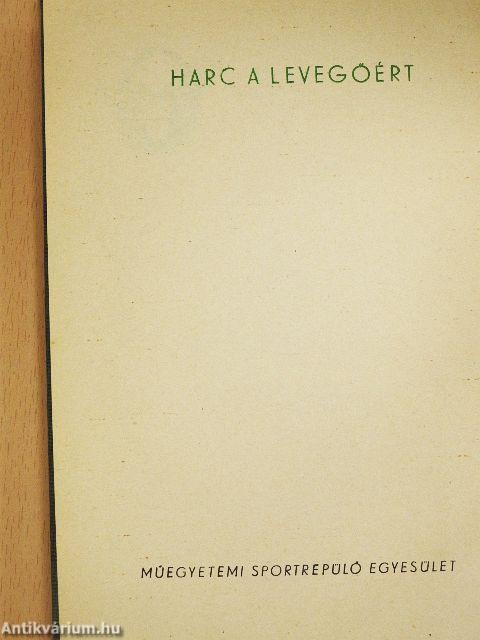 HARC A LEVEGŐÉRT
MŰEGYETEMI SPORTREPÜLŐ EGYESÜLET
Antikvárium.hu